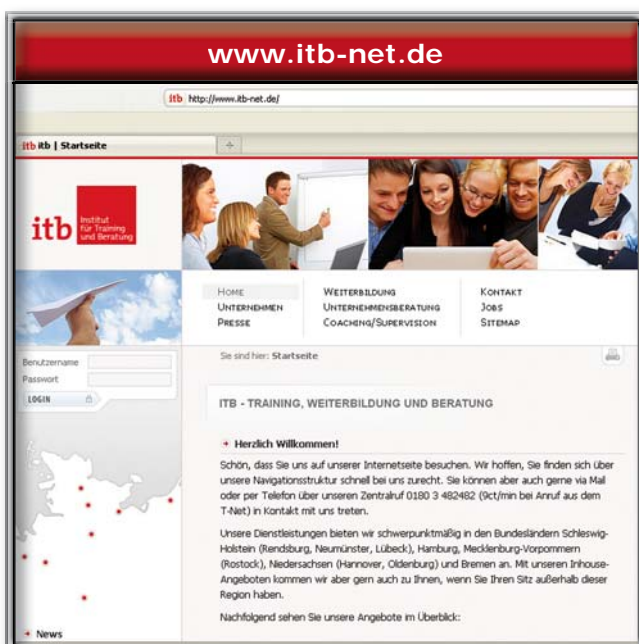 www.itb-net.de
itb http://www.itb-net.de/
itb itb | Startseite
itb Institut
für Training
und Beratung
HOME WEITERBILDUNG KONTAKT
UNTERNEHMEN UNTERNEHMENSBERATUNG JOBS
PRESSE COACHING/SUPERVISION SITEMAP
Benutzername
Passwort
LOGIN
Sie sind hier: Startseite
ITB - TRAINING, WEITERBILDUNG UND BERATUNG
Herzlich Willkommen!
Schön, dass Sie uns auf unserer Internetseite besuchen. Wir hoffen, Sie finden sich über
unsere Navigationsstruktur schnell bei uns zurecht. Sie können aber auch gerne via Mail
oder per Telefon über unseren Zentralruf 0180 3 482482 (9ct/min bei Anruf aus dem
T-Net) in Kontakt mit uns treten.
Unsere Dienstleistungen bieten wir schwerpunktmäßig in den Bundesländern Schleswig-
Holstein (Rendsburg, Neumünster, Lübeck), Hamburg, Mecklenburg-Vorpommern
(Rostock), Niedersachsen (Hannover, Oldenburg) und Bremen an. Mit unseren Inhouse-
Angeboten kommen wir aber gern auch zu Ihnen, wenn Sie Ihren Sitz außerhalb dieser
Region haben.
Nachfolgend sehen Sie unsere Angebote im Überblick:
News